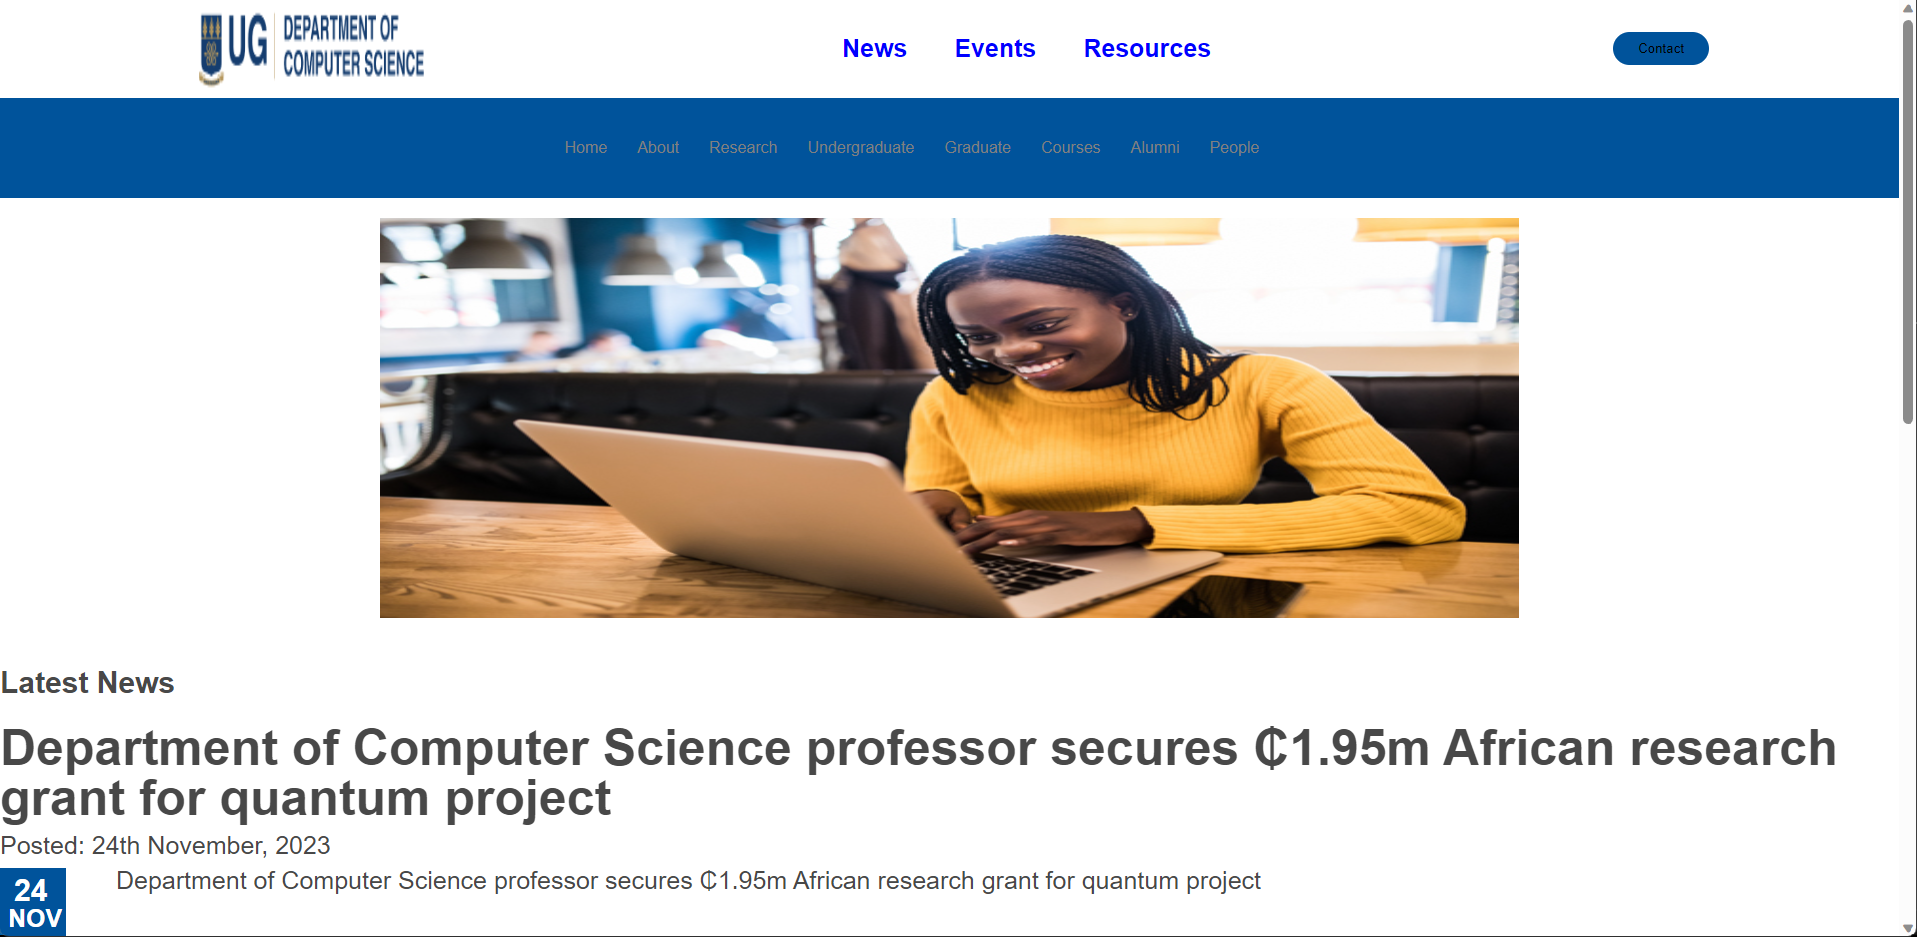 UG DEPARTMENT OF
COMPUTER SCIENCE
News Events Resources
Contact
Home About Research Undergraduate Graduate Courses Alumni People
Latest News
Department of Computer Science professor secures ₵1.95m African research
grant for quantum project
Posted: 24th November, 2023
24
NOV
Department of Computer Science professor secures ₵1.95m African research grant for quantum project